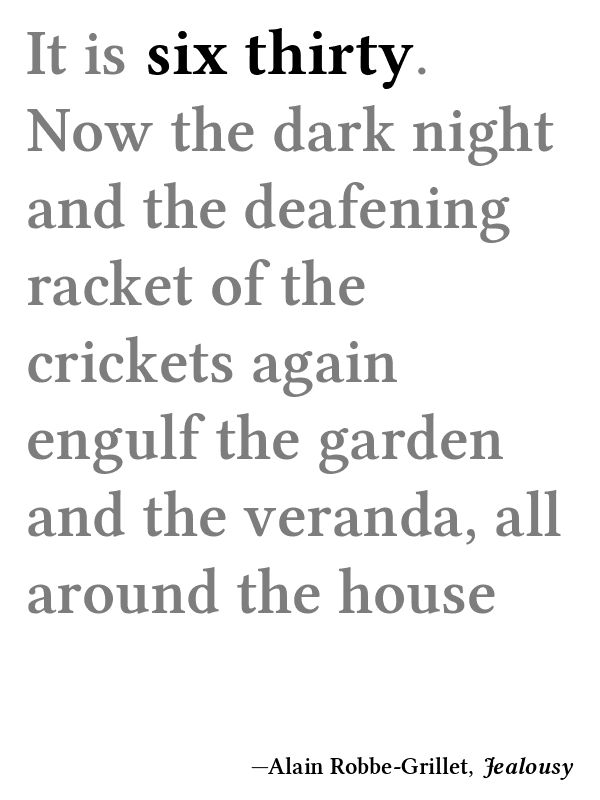 It is six thirty.
Now the dark night
and the deafening
racket of the
crickets again
engulf the garden
and the veranda, all
around the house
—Alain Robbe-Grillet, Jealousy